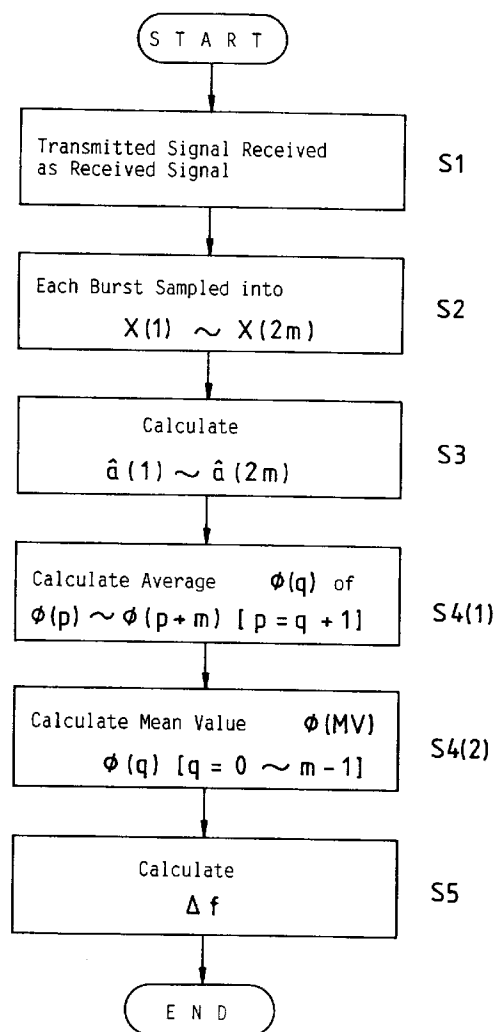 START
Transmitted Signal Received
as Received Signal
S1
Each Burst Sampled into
X(1) ~ X(2m)
S2
Calculate
â(1) ~ â(2m)
S3
Calculate Average ϕ(q) of
ϕ(p) ~ ϕ(p+m) [p = q + 1]
S4(1)
Calculate Mean Value ϕ(MV)
ϕ(q) [q = 0 ~ m-1]
S4(2)
Calculate
Δf
S5
END